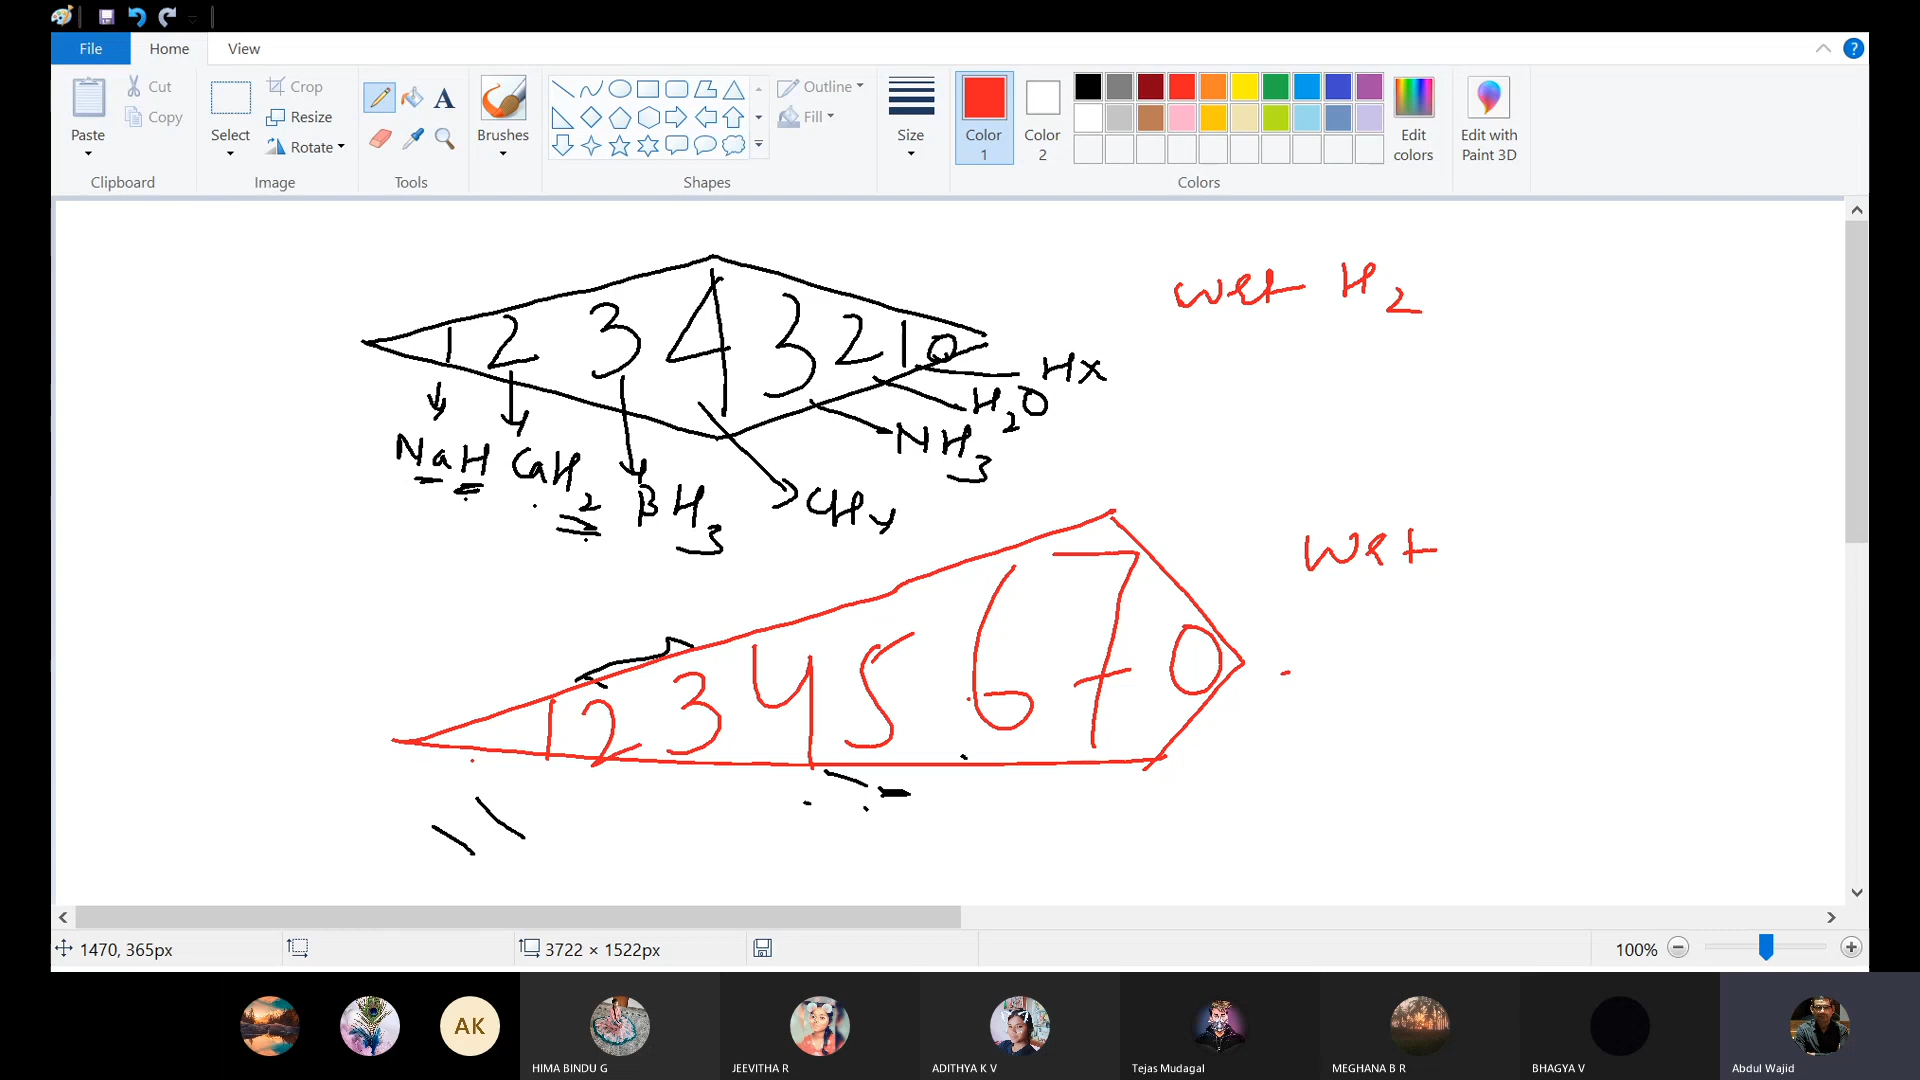 File Home View
Paste Cut Copy Clipboard
Select Crop Resize Rotate Image
Tools
Brushes
Outline Fill Shapes
Size
Color 1 Color 2 Edit colors Colors
Edit with Paint 3D
wet H2
1 2 3 4 3 2 1 0
HX
H2O
NH3
NaH CaH2 BH3 CH4
wet
1 2 3 4 5 6 7 0
1470, 365px 3722 × 1522px 100%
AK
HIMA BINDU G JEEVITHA R ADITHYA K V Tejas Mudagal MEGHANA B R BHAGYA V Abdul Wajid